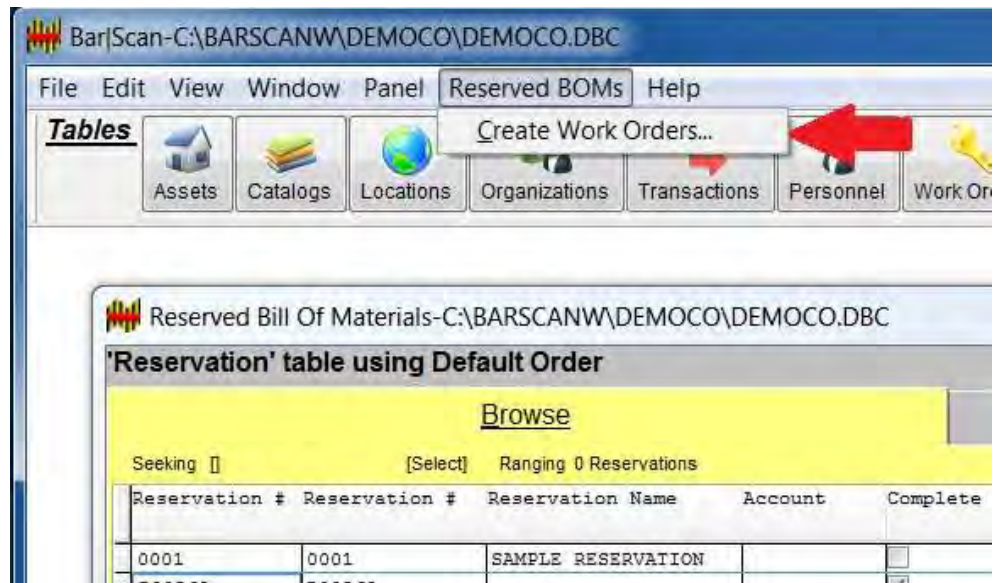 Bar|Scan-C:\BARSCANW\DEMOCO\DEMOCO.DBC
File Edit View Window Panel Reserved BOMs Help
Tables
Create Work Orders...
Assets Catalogs Locations Organizations Transactions Personnel Work Or
Reserved Bill Of Materials-C:\BARSCANW\DEMOCO\DEMOCO.DBC
'Reservation' table using Default Order
Browse
Seeking [] [Select] Ranging 0 Reservations
Reservation # Reservation # Reservation Name Account Complete
0001 0001 SAMPLE RESERVATION